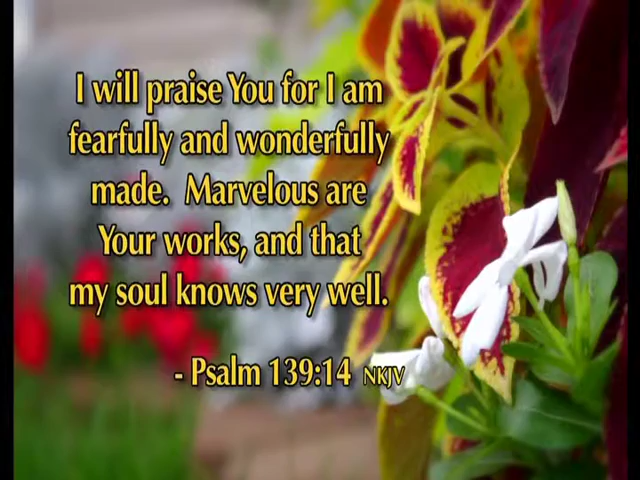 I will praise You for I am
fearfully and wonderfully
made.  Marvelous are
Your works, and that
my soul knows very well.
- Psalm 139:14 NKJV